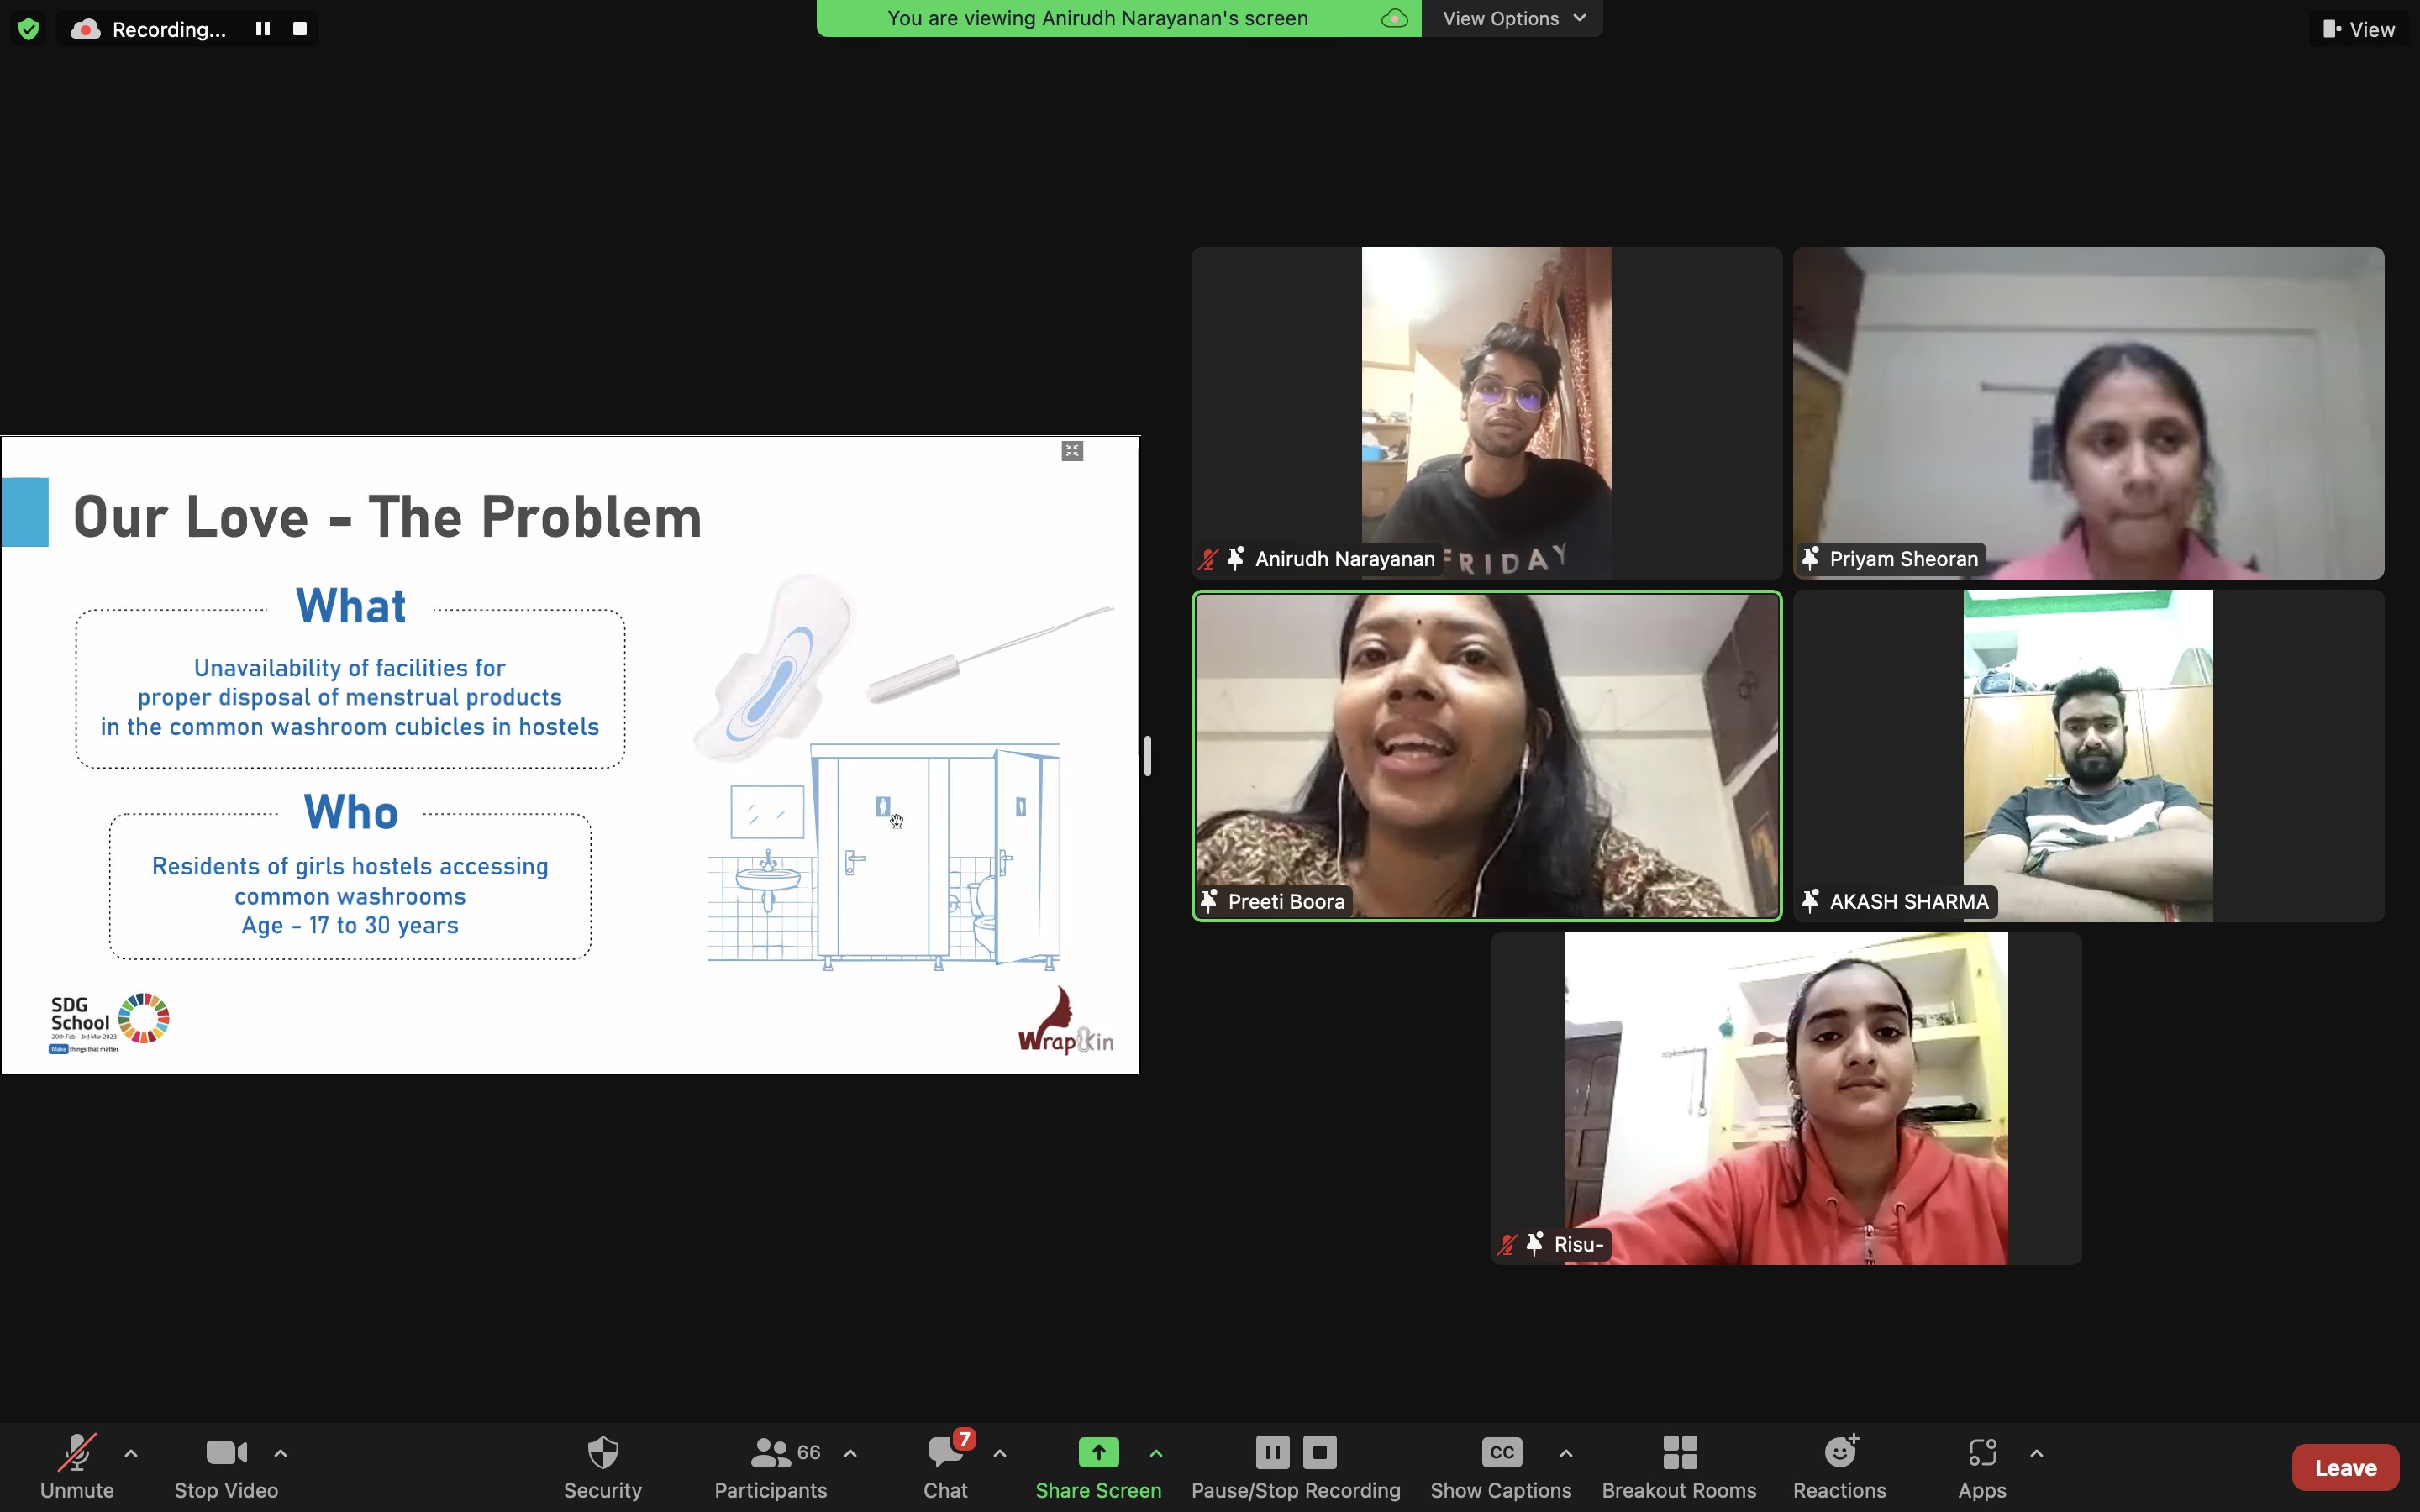 Recording...
You are viewing Anirudh Narayanan's screen
View Options
View
Our Love - The Problem
What
Unavailability of facilities for
proper disposal of menstrual products
in the common washroom cubicles in hostels
Who
Residents of girls hostels accessing
common washrooms
Age - 17 to 30 years
SDG
School
20th Feb - 3rd Mar 2023
Make things that matter
WrapKin
FRIDAY
Anirudh Narayanan
Priyam Sheoran
Preeti Boora
AKASH SHARMA
Risu-
Unmute
Stop Video
Security
66
Participants
7
Chat
Share Screen
Pause/Stop Recording
CC
Show Captions
Breakout Rooms
Reactions
Apps
Leave